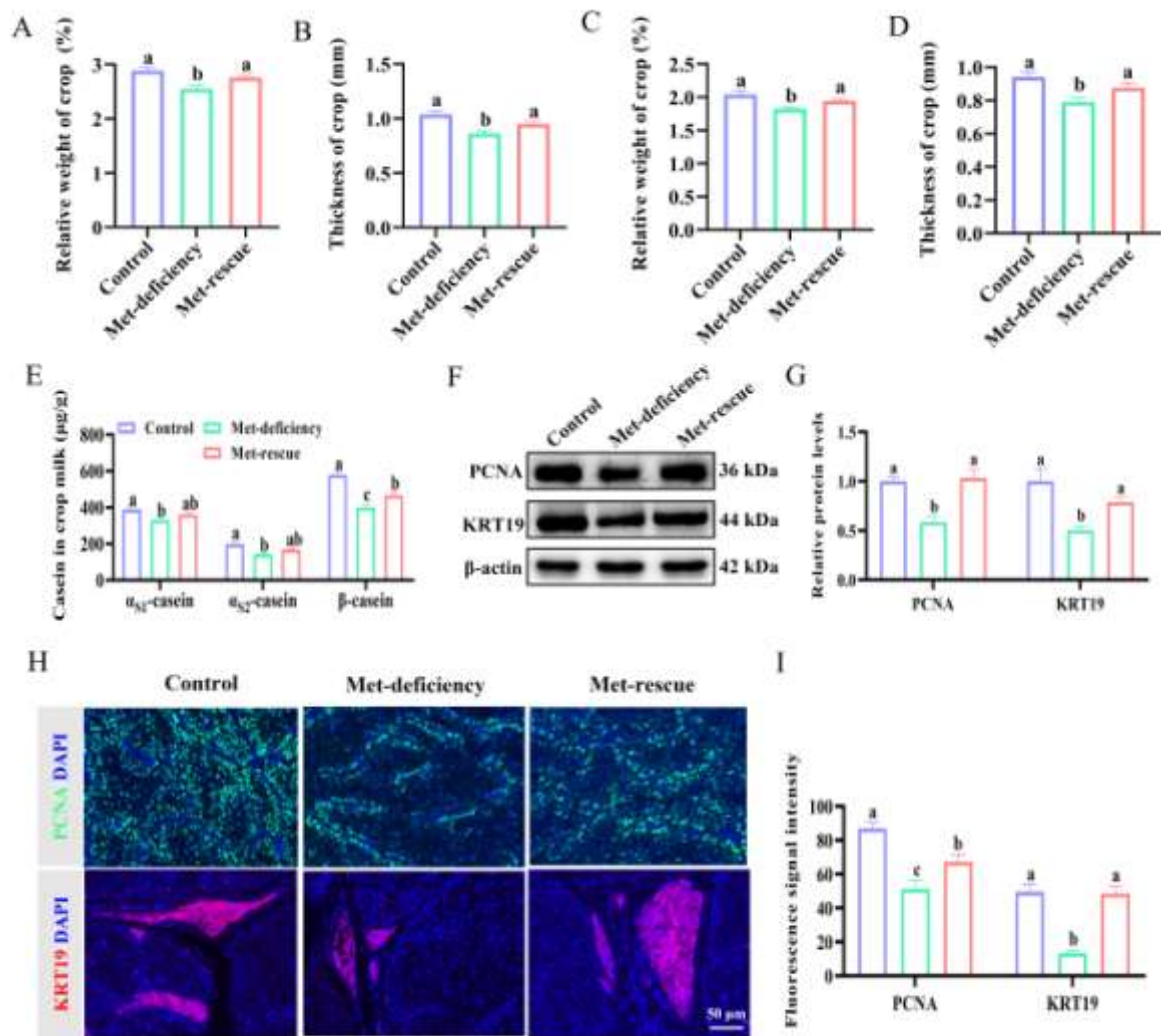 A
Relative weight of crop (%)
3
2
1
0
a
b
a
Control
Met-deficiency
Met-rescue
B
Thickness of crop (mm)
1.5
1.0
0.5
0.0
a
b
a
Control
Met-deficiency
Met-rescue
C
Relative weight of crop (%)
2.5
2.0
1.5
1.0
0.5
0.0
a
b
a
Control
Met-deficiency
Met-rescue
D
Thickness of crop (mm)
1.0
0.8
0.6
0.4
0.2
0.0
a
b
a
Control
Met-deficiency
Met-rescue
E
Casein in crop milk (μg/g)
800
600
400
200
0
Control
Met-deficiency
Met-rescue
a b ab
a b ab
a c b
αS1-casein αS2-casein β-casein
F
Control
Met-deficiency
Met-rescue
PCNA 36 kDa
KRT19 44 kDa
β-actin 42 kDa
G
Relative protein levels
1.5
1.0
0.5
0.0
a b a
a b a
PCNA KRT19
H
Control Met-deficiency Met-rescue
PCNA DAPI
KRT19 DAPI
50 μm
I
Fluorescence signal intensity
100
80
60
40
20
0
a c b
a b a
PCNA KRT19